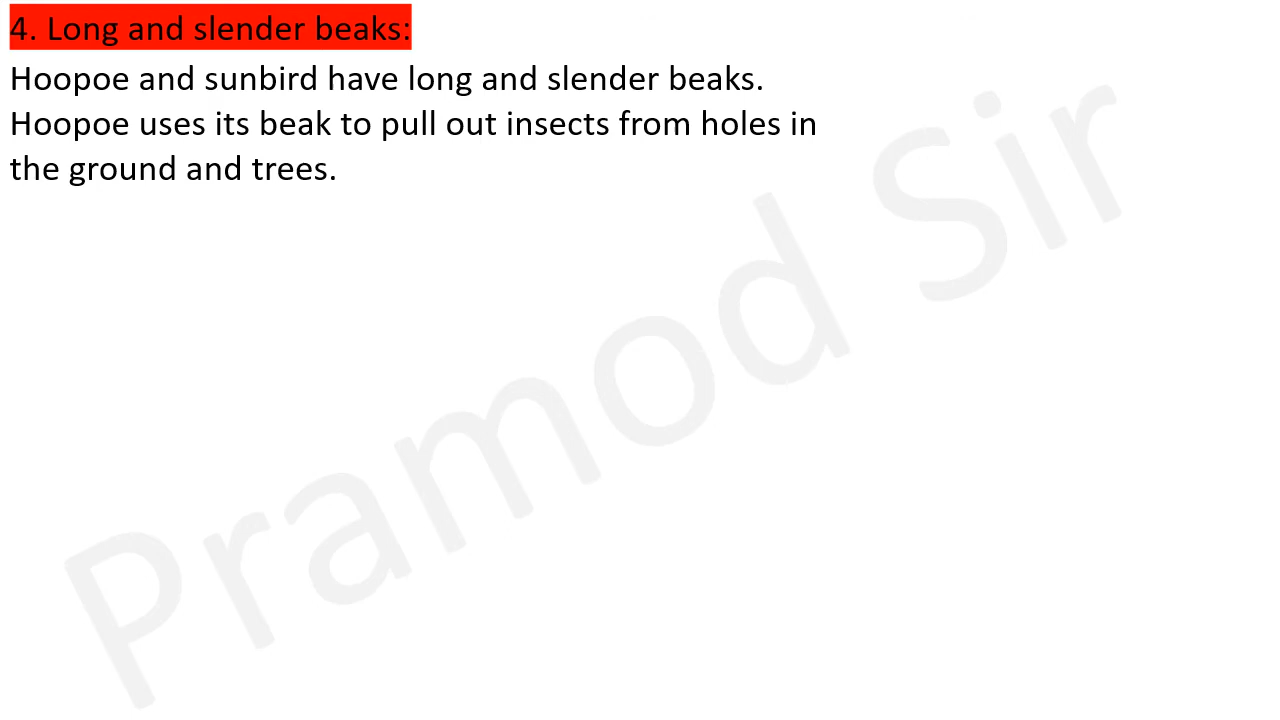 4. Long and slender beaks:
Hoopoe and sunbird have long and slender beaks.
Hoopoe uses its beak to pull out insects from holes in
the ground and trees.
Pramod Sir